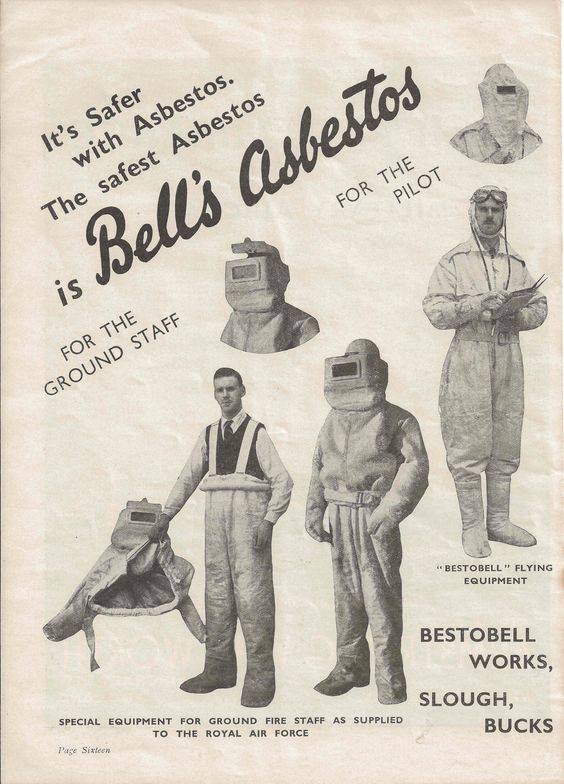 It's Safer
with Asbestos.
The safest Asbestos
is Bell's Asbestos
FOR THE
PILOT
FOR THE
GROUND STAFF
"BESTOBELL" FLYING
EQUIPMENT
BESTOBELL
WORKS,
SLOUGH,
BUCKS
SPECIAL EQUIPMENT FOR GROUND FIRE STAFF AS SUPPLIED
TO THE ROYAL AIR FORCE
Page Sixteen